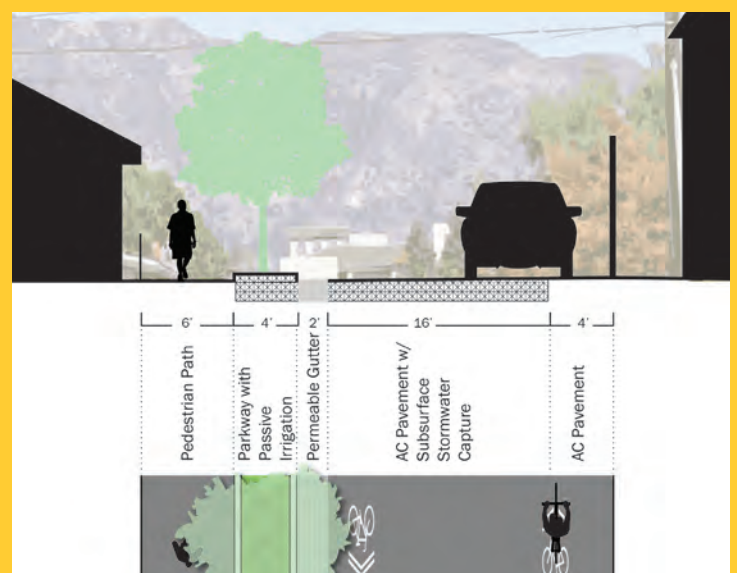 6' 4' 2' 16' 4'
Pedestrian Path
Parkway with
Passive
Irrigation
Permeable Gutter
AC Pavement w/
Subsurface
Stormwater
Capture
AC Pavement